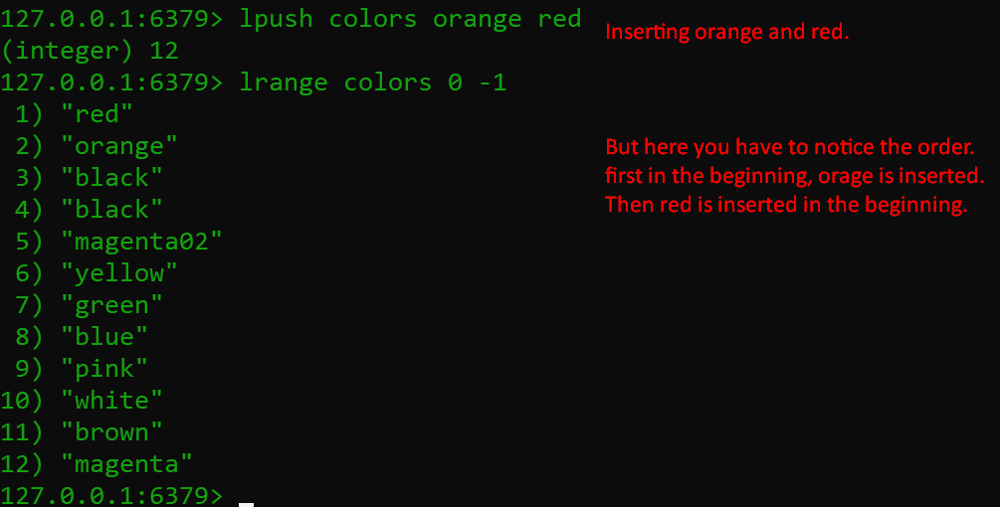 127.0.0.1:6379> lpush colors orange red
Inserting orange and red.
(integer) 12
127.0.0.1:6379> lrange colors 0 -1
1) "red"
2) "orange"
3) "black"
4) "black"
5) "magenta02"
6) "yellow"
7) "green"
8) "blue"
9) "pink"
10) "white"
11) "brown"
12) "magenta"
127.0.0.1:6379>
But here you have to notice the order.
first in the beginning, orage is inserted.
Then red is inserted in the beginning.